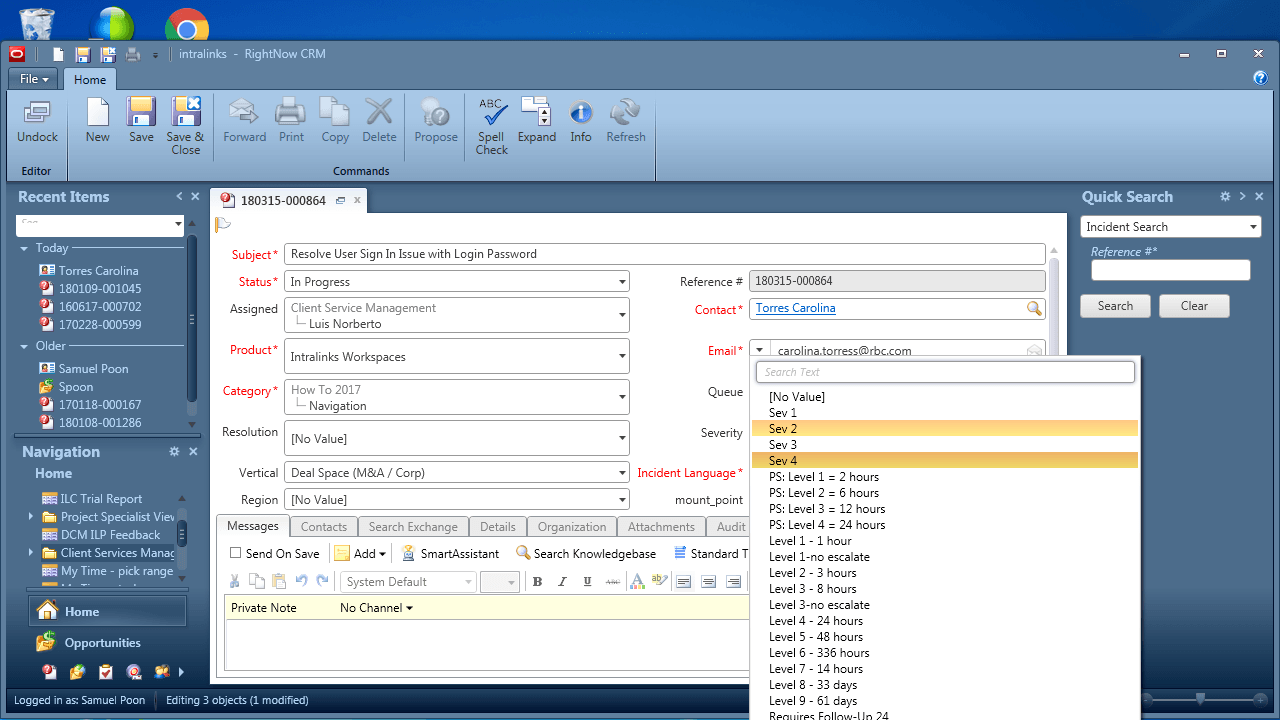 intralinks - RightNow CRM
File
Home
Undock
New
Save
Save & Close
Forward
Print
Copy
Delete
Propose
ABC
Spell Check
Expand
Info
Refresh
Editor
Commands
Recent Items
Today
Torres Carolina
180109-001045
160617-000702
170228-000599
Older
Samuel Poon
Spoon
170118-000167
180108-001286
Navigation
Home
ILC Trial Report
Project Specialist View
DCM ILP Feedback
Client Services Manag
My Time - pick range
Home
Opportunities
180315-000864
Subject*
Resolve User Sign In Issue with Login Password
Status*
In Progress
Reference #
180315-000864
Assigned
Client Service Management
Luis Norberto
Contact*
Torres Carolina
Product*
Intralinks Workspaces
Email*
carolina.torress@rbc.com
Category*
How To 2017
Navigation
Queue
Resolution
[No Value]
Severity
Vertical
Deal Space (M&A / Corp)
Incident Language*
Region
[No Value]
mount_point
Messages
Contacts
Search Exchange
Details
Organization
Attachments
Audit
Send On Save
Add
SmartAssistant
Search Knowledgebase
Standard T
System Default
B
I
U
ABC
A
Private Note
No Channel
Search Text
[No Value]
Sev 1
Sev 2
Sev 3
Sev 4
PS: Level 1 = 2 hours
PS: Level 2 = 6 hours
PS: Level 3 = 12 hours
PS: Level 4 = 24 hours
Level 1 - 1 hour
Level 1-no escalate
Level 2 - 3 hours
Level 3 - 8 hours
Level 3-no escalate
Level 4 - 24 hours
Level 5 - 48 hours
Level 6 - 336 hours
Level 7 - 14 hours
Level 8 - 33 days
Level 9 - 61 days
Requires Follow-Up 24
Quick Search
Incident Search
Reference #*
Search
Clear
Logged in as: Samuel Poon
Editing 3 objects (1 modified)